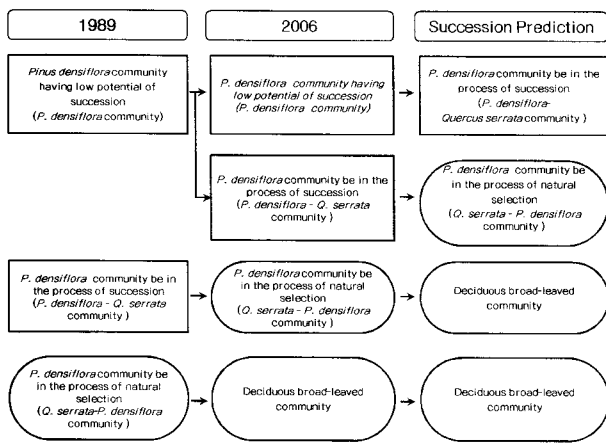 1989
2006
Succession Prediction
Pinus densiflora community
having low potential of
succession
(P. densiflora community)
P. densiflora community having
low potential of succession
(P. densiflora community)
P. densiflora community be in the
process of succession
(P. densiflora-
Quercus serrata community)
P. densiflora community be in the
process of succession
(P. densiflora - Q. serrata
community)
P. densiflora community be
in the process of natural
selection
(Q. serrata - P. densiflora
community)
P. densiflora community be in
the process of succession
(P. densiflora - Q. serrata
community)
P. densiflora community be
in the process of natural
selection
(Q. serrata - P. densiflora
community)
Deciduous broad-leaved
community
P. densiflora community be
in the process of natural
selection
(Q. serrata-P. densiflora
community)
Deciduous broad-leaved
community
Deciduous broad-leaved
community